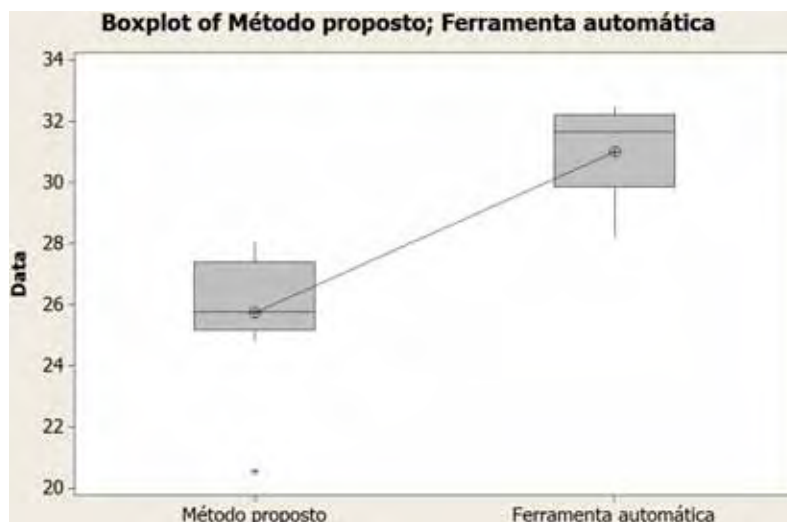 Boxplot of Método proposto; Ferramenta automática
34
32
30
28
26
24
22
20
Data
Método proposto
Ferramenta automática